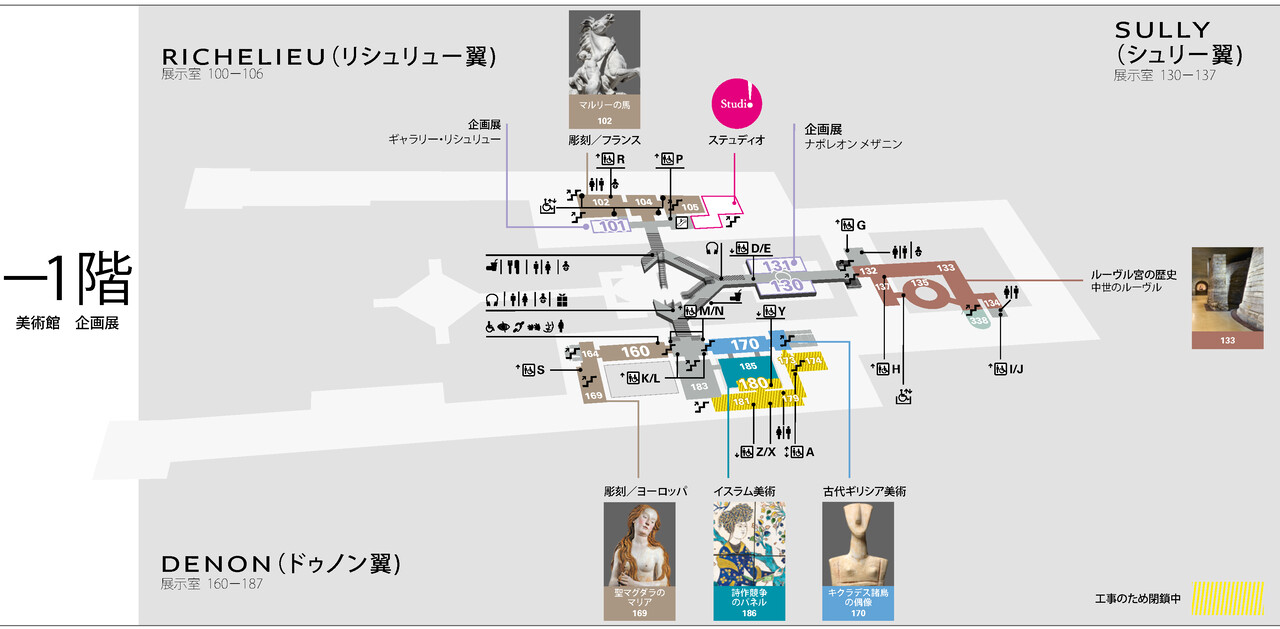 RICHELIEU(リシュリュー翼)
展示室 100ー106
SULLY
(シュリー翼)
展示室 130ー137
マルリーの馬
102
彫刻/フランス
Studi!
ステュディオ
企画展
ギャラリー・リシュリュー
企画展
ナポレオン メザニン
R
P
102
104
105
101
G
D/E
131
130
132
133
137
135
134
338
ルーヴル宮の歴史
中世のルーヴル
133
ー1階
美術館 企画展
M/N
Y
164
160
170
173
174
185
180
S
K/L
183
169
181
179
H
I/J
Z/X
A
彫刻/ヨーロッパ
イスラム美術
古代ギリシア美術
聖マグダラの
マリア
169
詩作競争
のパネル
186
キクラデス諸島
の偶像
170
DENON(ドゥノン翼)
展示室 160ー187
工事のため閉鎖中